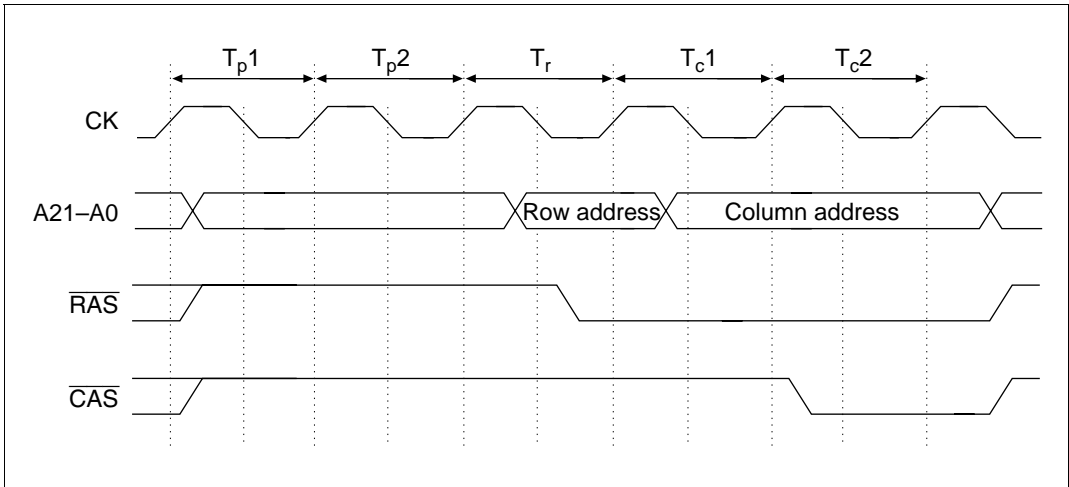 Tp1 Tp2 Tr Tc1 Tc2
CK
A21–A0 Row address Column address
RAS
CAS